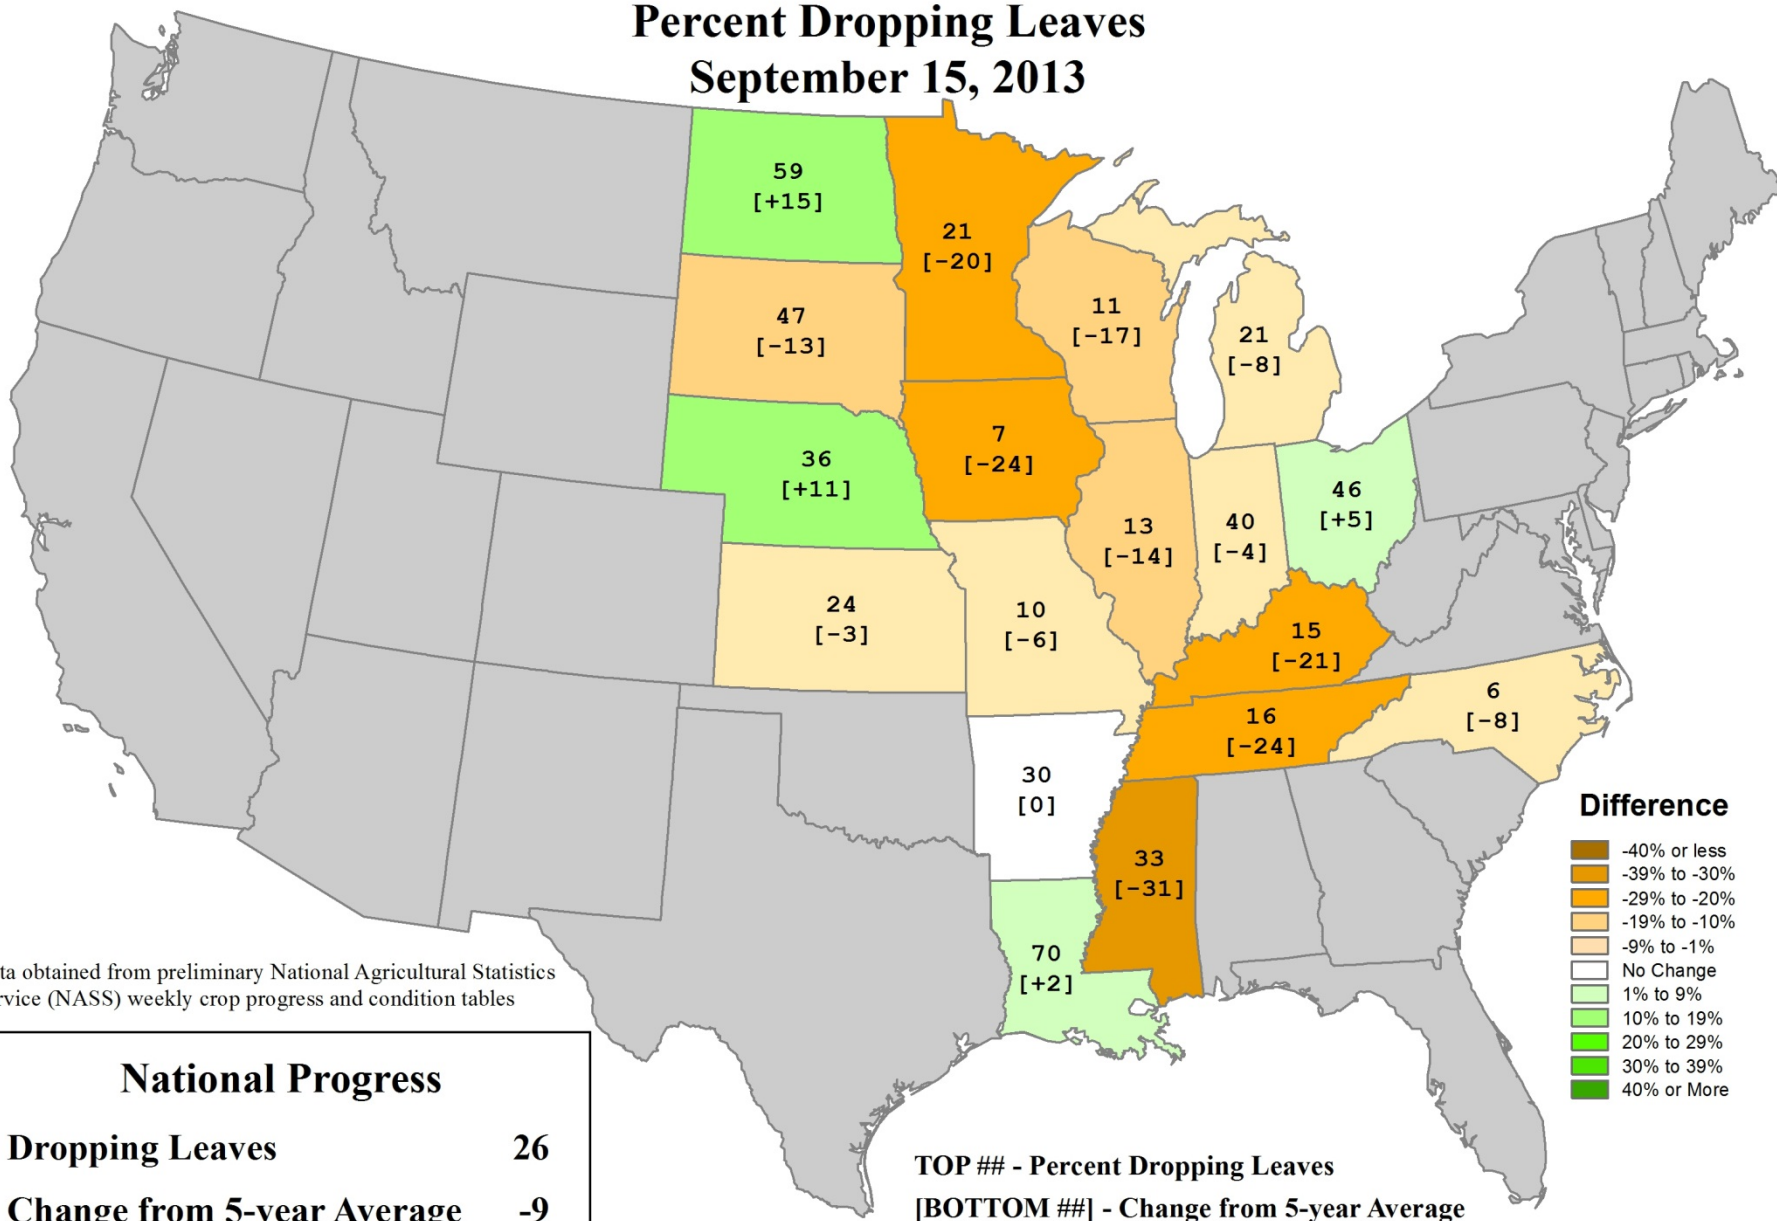 Percent Dropping Leaves
September 15, 2013
59
[+15]
21
[-20]
47
[-13]
11
[-17]
21
[-8]
36
[+11]
7
[-24]
13
[-14]
40
[-4]
46
[+5]
24
[-3]
10
[-6]
15
[-21]
16
[-24]
6
[-8]
30
[0]
33
[-31]
70
[+2]
Difference
-40% or less
-39% to -30%
-29% to -20%
-19% to -10%
-9% to -1%
No Change
1% to 9%
10% to 19%
20% to 29%
30% to 39%
40% or More
obtained from preliminary National Agricultural Statistics
(NASS) weekly crop progress and condition tables
National Progress
Dropping Leaves 26
Change from 5-year Average -9
TOP ## - Percent Dropping Leaves
[BOTTOM ##] - Change from 5-year Average